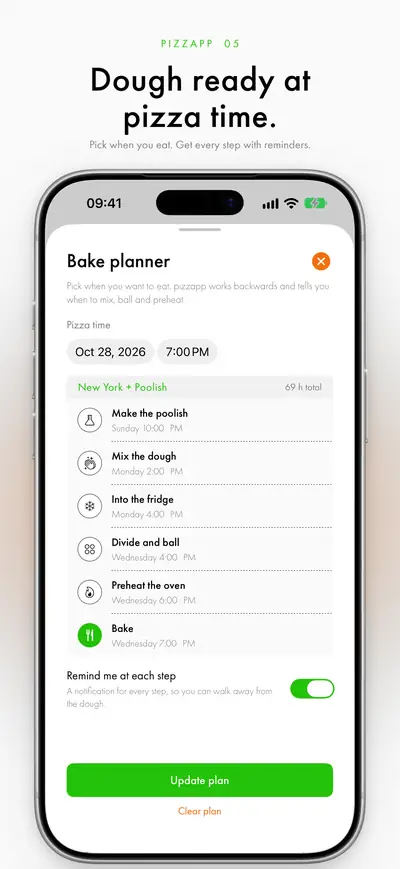 PIZZAPP 05
Dough ready at
pizza time.
Pick when you eat. Get every step with reminders.
09:41
Bake planner
Pick when you want to eat, pizzapp works backwards and tells you
when to mix, ball and preheat
Pizza time
Oct 28, 2026 7:00 PM
New York + Poolish 69 h total
Make the poolish
Sunday 10:00 PM
Mix the dough
Monday 2:00 PM
Into the fridge
Monday 4:00 PM
Divide and ball
Wednesday 4:00 PM
Preheat the oven
Wednesday 6:00 PM
Bake
Wednesday 7:00 PM
Remind me at each step
A notification for every step, so you can walk away from
the dough.
Update plan
Clear plan